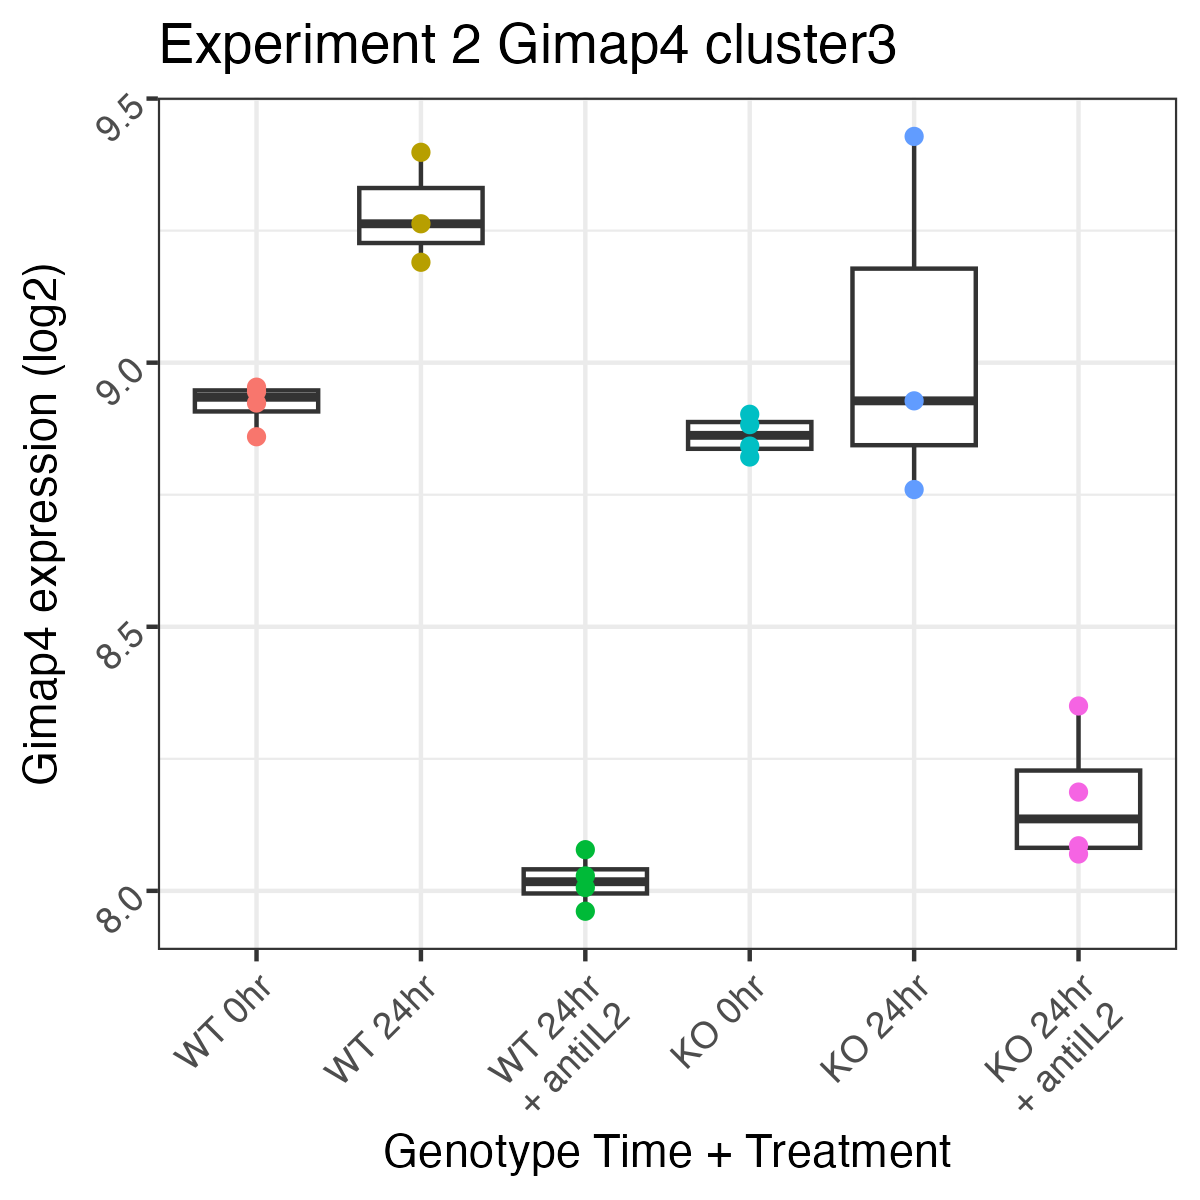 Experiment 2 Gimap4 cluster3
Gimap4 expression (log2)
9.5
9.0
8.5
8.0
WT 0hr
WT 24hr
WT 24hr
+ antiIL2
KO 0hr
KO 24hr
KO 24hr
+ antiIL2
Genotype Time + Treatment